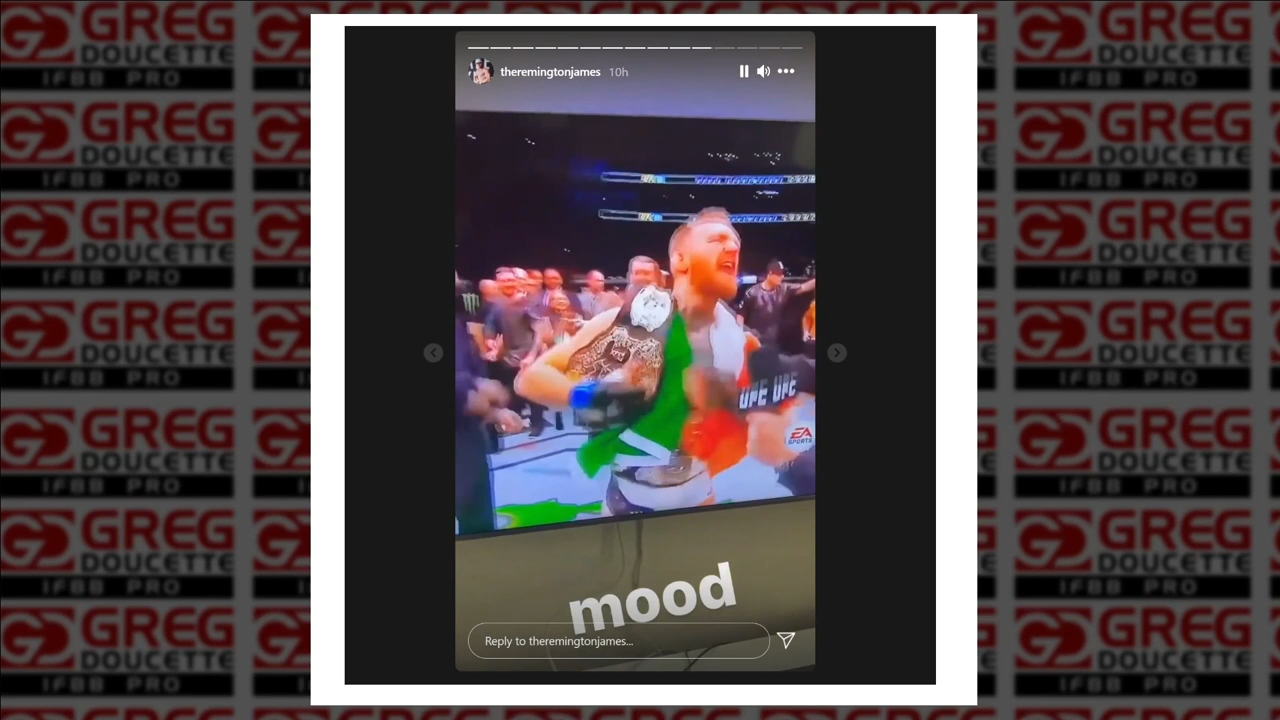 theremingtonjames 10h
UFC UFC
EA
SPORTS
mood
Reply to theremingtonjames...
GREG
DOUCETTE
IFBB PRO